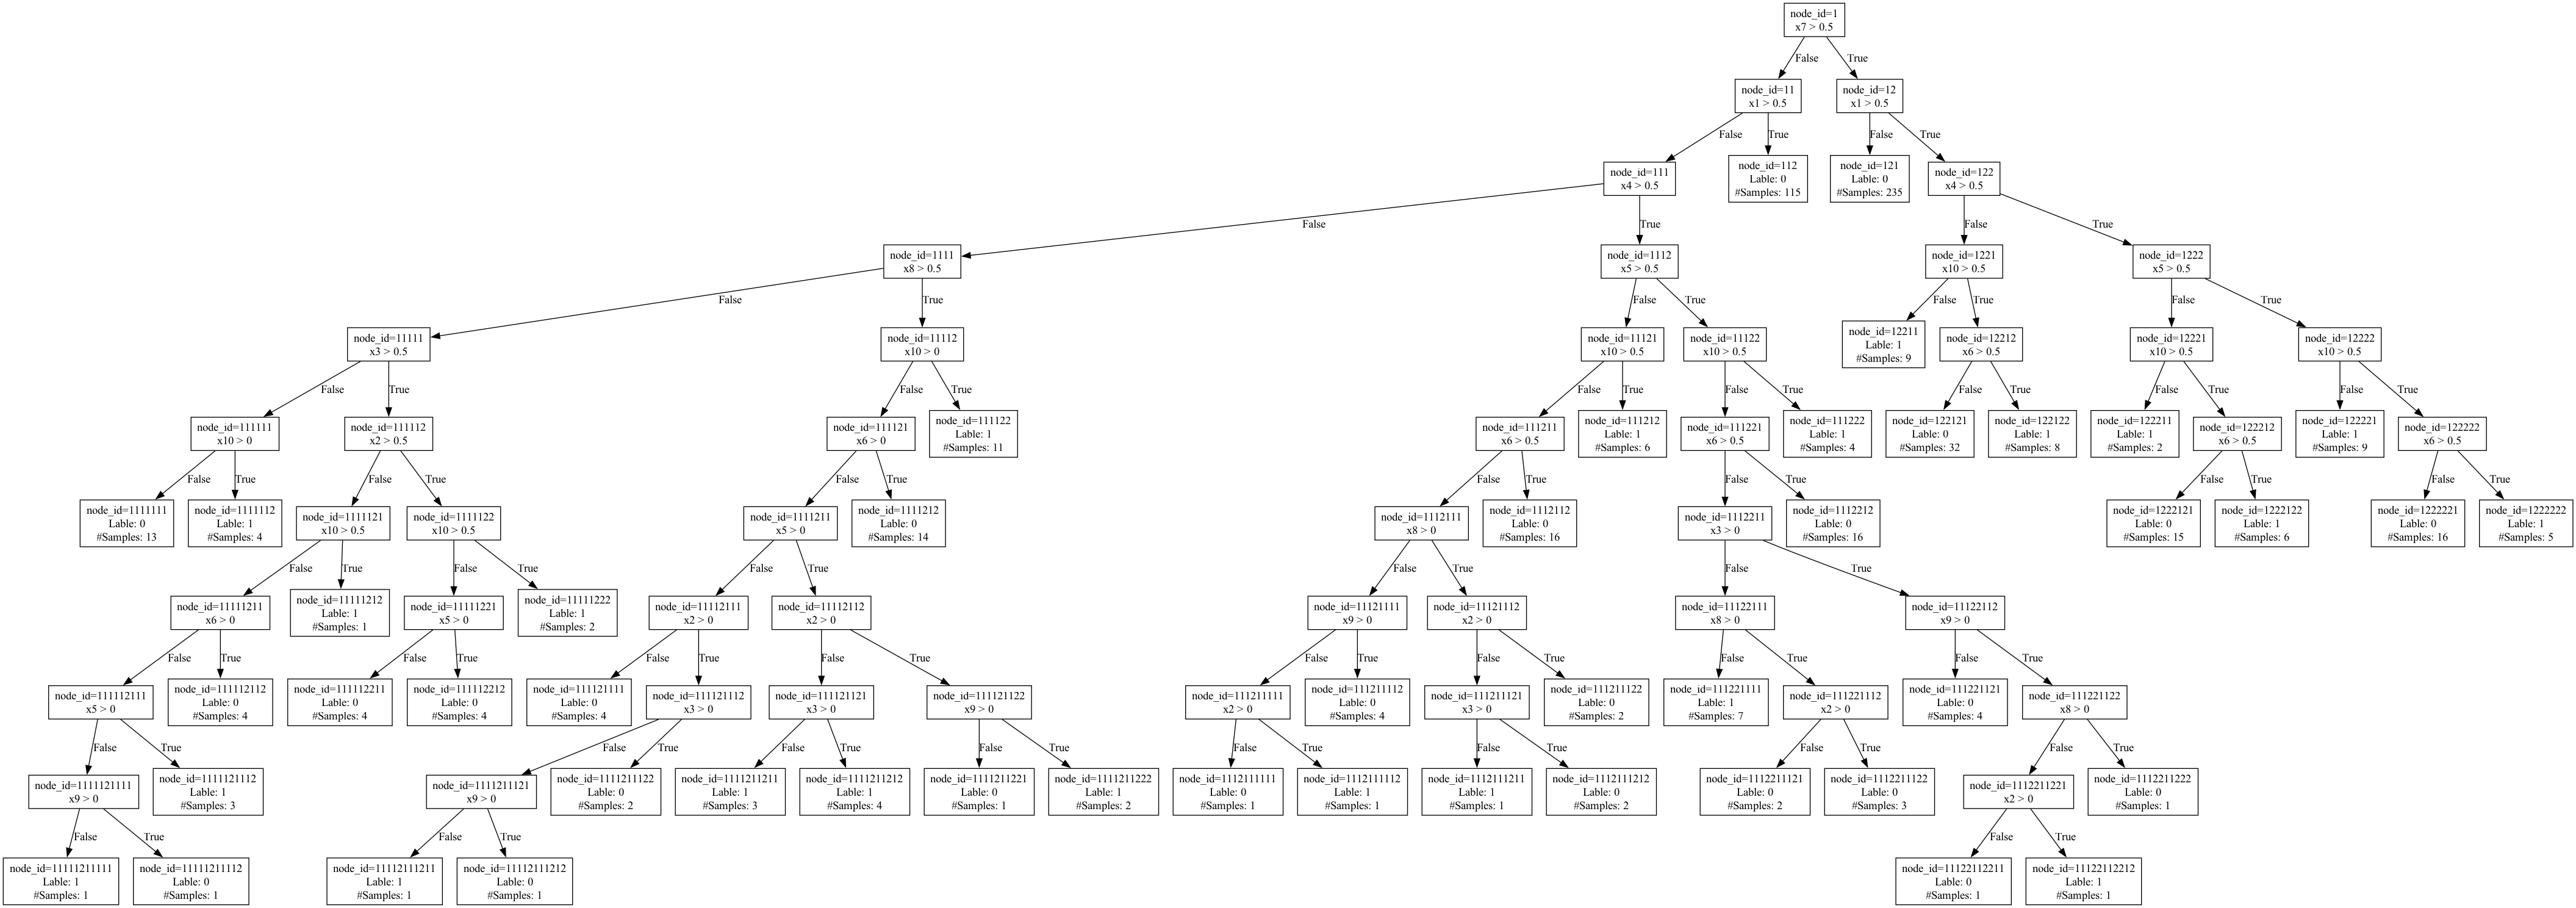 node_id=1
x7 > 0.5
False
True
node_id=11
x1 > 0.5
node_id=12
x1 > 0.5
False
True
False
True
node_id=111
x4 > 0.5
node_id=112
Lable: 0
#Samples: 115
node_id=121
Lable: 0
#Samples: 235
node_id=122
x4 > 0.5
False
True
False
True
node_id=1111
x8 > 0.5
node_id=1112
x5 > 0.5
node_id=1221
x10 > 0.5
node_id=1222
x5 > 0.5
False
True
False
True
False
True
False
True
node_id=11111
x3 > 0.5
node_id=11112
x10 > 0
node_id=11121
x10 > 0.5
node_id=11122
x10 > 0.5
node_id=12211
Lable: 1
#Samples: 9
node_id=12212
x6 > 0.5
node_id=12221
x10 > 0.5
node_id=12222
x10 > 0.5
False
True
False
True
False
True
False
True
False
True
False
True
False
True
node_id=111111
x10 > 0
node_id=111112
x2 > 0.5
node_id=111121
x6 > 0
node_id=111122
Lable: 1
#Samples: 11
node_id=111211
x6 > 0.5
node_id=111212
Lable: 1
#Samples: 6
node_id=111221
x6 > 0.5
node_id=111222
Lable: 1
#Samples: 4
node_id=122121
Lable: 0
#Samples: 32
node_id=122122
Lable: 1
#Samples: 8
node_id=122211
Lable: 1
#Samples: 2
node_id=122212
x6 > 0.5
node_id=122221
Lable: 1
#Samples: 9
node_id=122222
x6 > 0.5
False
True
False
True
False
True
False
True
False
True
False
True
False
True
node_id=1111111
Lable: 0
#Samples: 13
node_id=1111112
Lable: 1
#Samples: 4
node_id=1111121
x10 > 0.5
node_id=1111122
x10 > 0.5
node_id=1111211
x5 > 0
node_id=1111212
Lable: 0
#Samples: 14
node_id=1112111
x8 > 0
node_id=1112112
Lable: 0
#Samples: 16
node_id=1112211
x3 > 0
node_id=1112212
Lable: 0
#Samples: 16
node_id=1222121
Lable: 0
#Samples: 15
node_id=1222122
Lable: 1
#Samples: 6
node_id=1222221
Lable: 0
#Samples: 16
node_id=1222222
Lable: 1
#Samples: 5
False
True
False
True
False
True
False
True
False
True
node_id=11111211
x6 > 0
node_id=11111212
Lable: 1
#Samples: 1
node_id=11111221
x5 > 0
node_id=11111222
Lable: 1
#Samples: 2
node_id=11112111
x2 > 0
node_id=11112112
x2 > 0
node_id=11121111
x9 > 0
node_id=11121112
x2 > 0
node_id=11122111
x8 > 0
node_id=11122112
x9 > 0
False
True
False
True
False
True
False
True
False
True
False
True
False
True
False
True
node_id=111112111
x5 > 0
node_id=111112112
Lable: 0
#Samples: 4
node_id=111112211
Lable: 0
#Samples: 4
node_id=111112212
Lable: 0
#Samples: 4
node_id=111121111
Lable: 0
#Samples: 4
node_id=111121112
x3 > 0
node_id=111121121
x3 > 0
node_id=111121122
x9 > 0
node_id=111211111
x2 > 0
node_id=111211112
Lable: 0
#Samples: 4
node_id=111211121
x3 > 0
node_id=111211122
Lable: 0
#Samples: 2
node_id=111221111
Lable: 1
#Samples: 7
node_id=111221112
x2 > 0
node_id=111221121
Lable: 0
#Samples: 4
node_id=111221122
x8 > 0
False
True
False
True
False
True
False
True
False
True
False
True
False
True
False
True
node_id=1111121111
x9 > 0
node_id=1111121112
Lable: 1
#Samples: 3
node_id=1111211121
x9 > 0
node_id=1111211122
Lable: 0
#Samples: 2
node_id=1111211211
Lable: 1
#Samples: 3
node_id=1111211212
Lable: 1
#Samples: 4
node_id=1111211221
Lable: 0
#Samples: 1
node_id=1111211222
Lable: 1
#Samples: 2
node_id=1112111111
Lable: 0
#Samples: 1
node_id=1112111112
Lable: 1
#Samples: 1
node_id=1112111211
Lable: 1
#Samples: 1
node_id=1112111212
Lable: 0
#Samples: 2
node_id=1112211121
Lable: 0
#Samples: 2
node_id=1112211122
Lable: 0
#Samples: 3
node_id=1112211221
x2 > 0
node_id=1112211222
Lable: 0
#Samples: 1
False
True
False
True
False
True
node_id=11111211111
Lable: 1
#Samples: 1
node_id=11111211112
Lable: 0
#Samples: 1
node_id=11112111211
Lable: 1
#Samples: 1
node_id=11112111212
Lable: 0
#Samples: 1
node_id=11122112211
Lable: 0
#Samples: 1
node_id=11122112212
Lable: 1
#Samples: 1